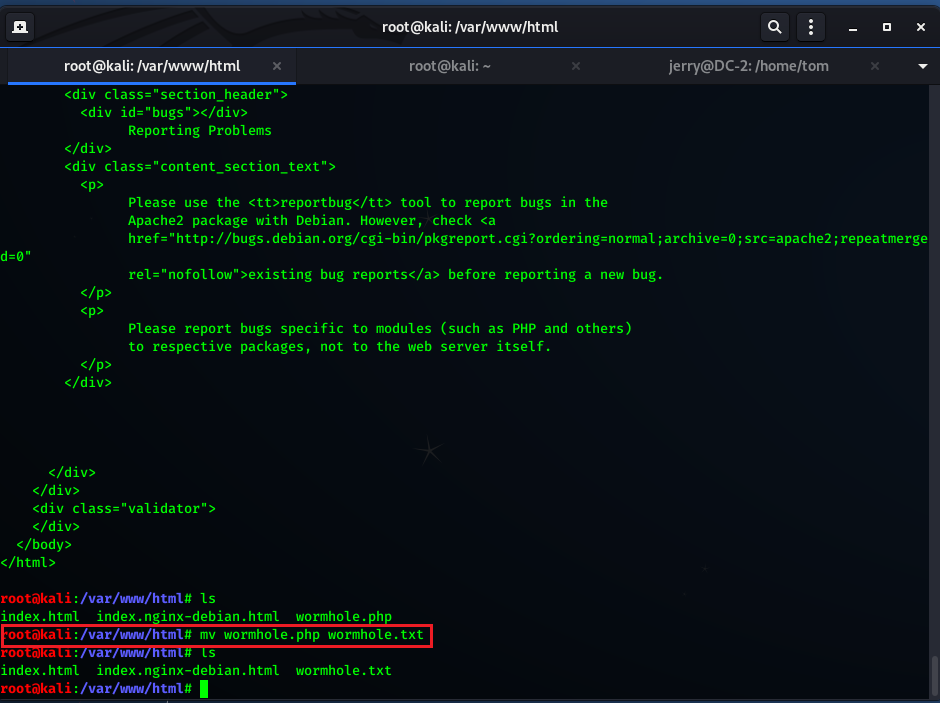 root@kali: /var/www/html
root@kali: /var/www/html
root@kali: ~
jerry@DC-2: /home/tom
<div class="section_header">
<div id="bugs"></div>
Reporting Problems
</div>
<div class="content_section_text">
<p>
Please use the <tt>reportbug</tt> tool to report bugs in the
Apache2 package with Debian. However, check <a
href="http://bugs.debian.org/cgi-bin/pkgreport.cgi?ordering=normal;archive=0;src=apache2;repeatmerge
d=0"
rel="nofollow">existing bug reports</a> before reporting a new bug.
</p>
<p>
Please report bugs specific to modules (such as PHP and others)
to respective packages, not to the web server itself.
</p>
</div>
</div>
</div>
<div class="validator">
</div>
</body>
</html>
root@kali:/var/www/html# ls
index.html  index.nginx-debian.html  wormhole.php
root@kali:/var/www/html# mv wormhole.php wormhole.txt
root@kali:/var/www/html# ls
index.html  index.nginx-debian.html  wormhole.txt
root@kali:/var/www/html#